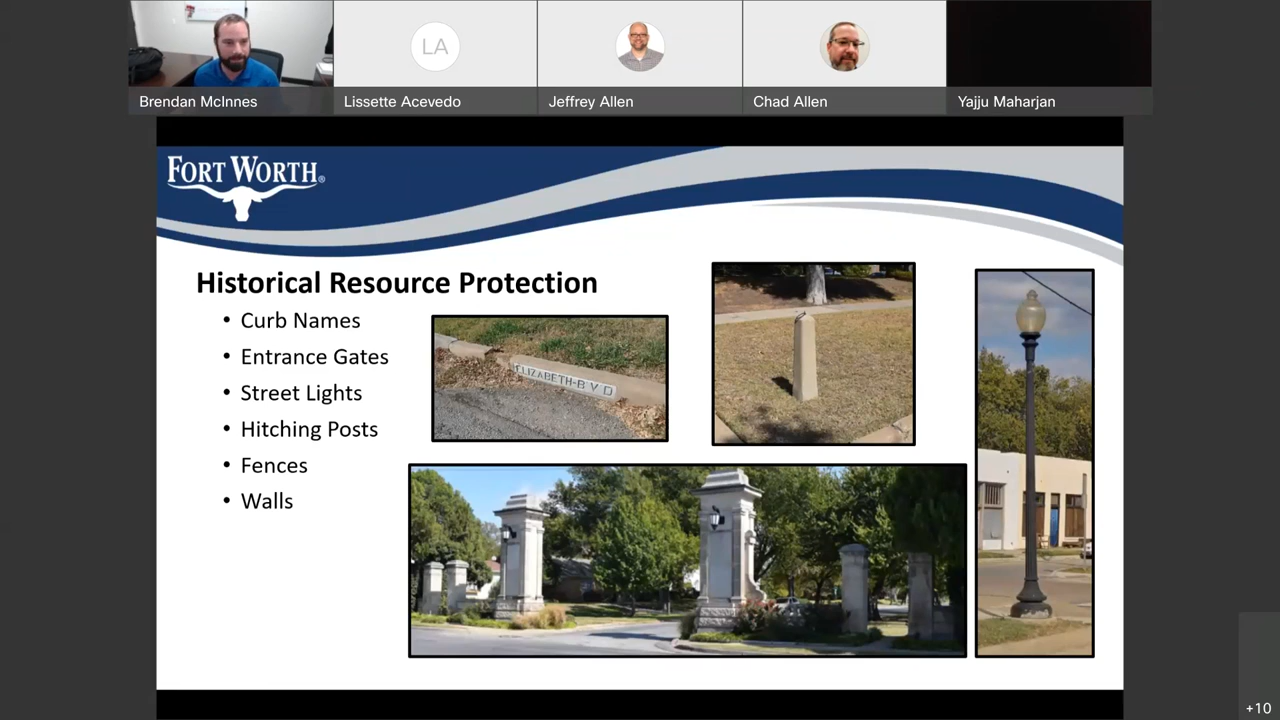 Brendan McInnes
LA
Lissette Acevedo
Jeffrey Allen
Chad Allen
Yajju Maharjan
FORT WORTH®
Historical Resource Protection
• Curb Names
• Entrance Gates
• Street Lights
• Hitching Posts
• Fences
• Walls
ELIZABETH-BLVD
+10